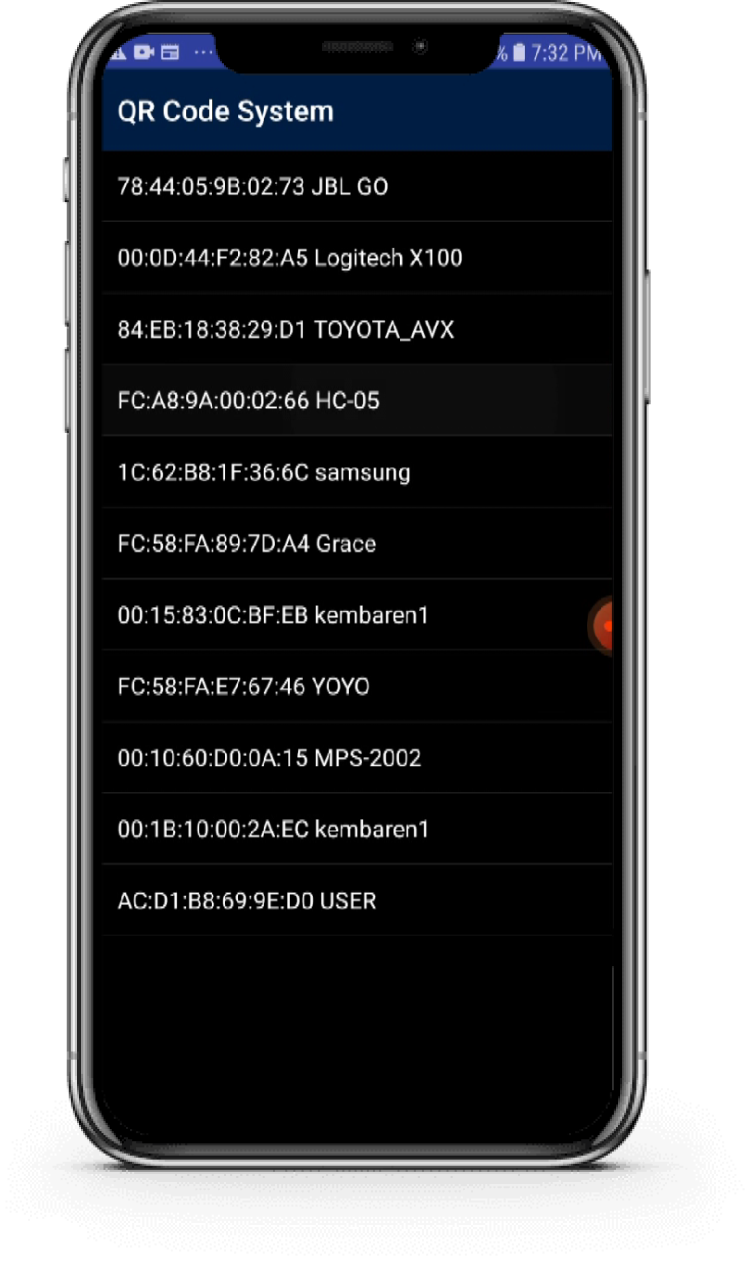 % 7:32 PM
QR Code System
78:44:05:9B:02:73 JBL GO
00:0D:44:F2:82:A5 Logitech X100
84:EB:18:38:29:D1 TOYOTA_AVX
FC:A8:9A:00:02:66 HC-05
1C:62:B8:1F:36:6C samsung
FC:58:FA:89:7D:A4 Grace
00:15:83:0C:BF:EB kembaren1
FC:58:FA:E7:67:46 YOYO
00:10:60:D0:0A:15 MPS-2002
00:1B:10:00:2A:EC kembaren1
AC:D1:B8:69:9E:D0 USER